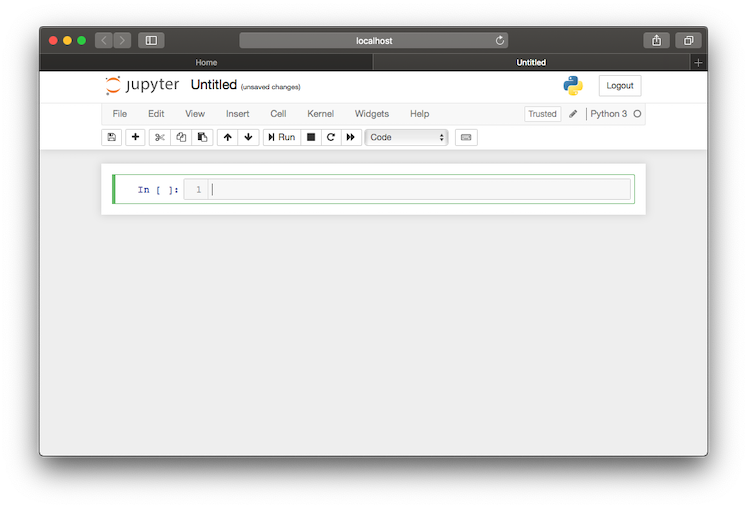 localhost
Home Untitled
jupyter Untitled (unsaved changes) Logout
File Edit View Insert Cell Kernel Widgets Help Trusted Python 3
Run Code
In [ ]: 1